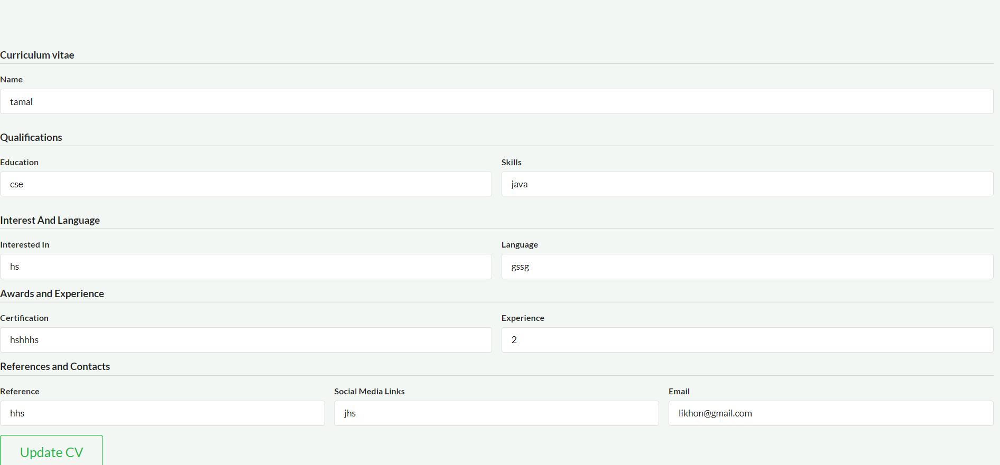 Curriculum vitae
Name
tamal
Qualifications
Education Skills
cse java
Interest And Language
Interested In Language
hs gssg
Awards and Experience
Certification Experience
hshhhs 2
References and Contacts
Reference Social Media Links Email
hhs jhs likhon@gmail.com
Update CV